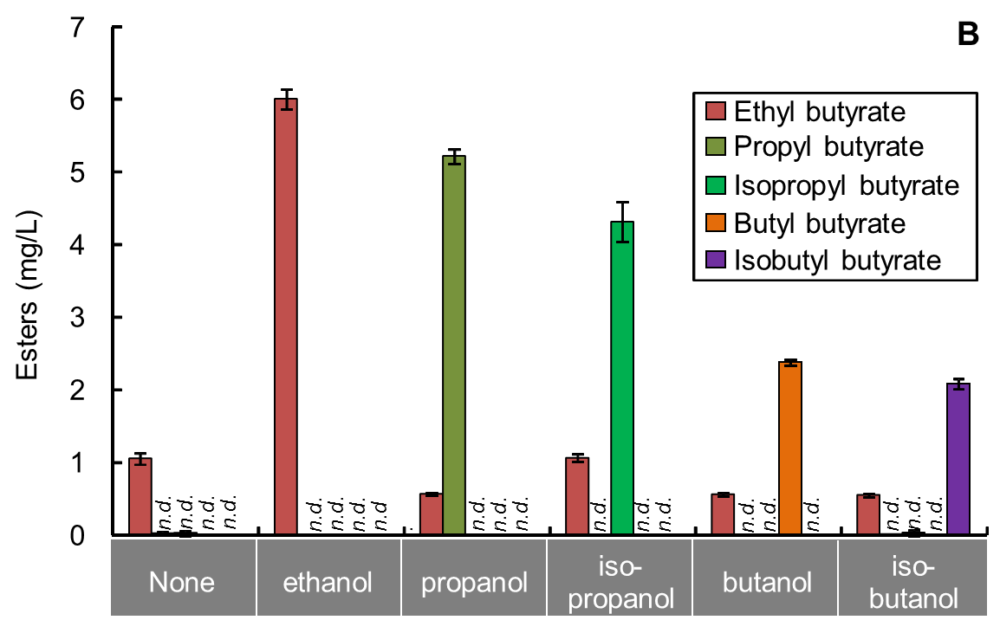 B
7
6
5
4
3
2
1
0
Esters (mg/L)
Ethyl butyrate
Propyl butyrate
Isopropyl butyrate
Butyl butyrate
Isobutyl butyrate
n.d. n.d. n.d. n.d.
n.d. n.d. n.d. n.d
n.d. n.d. n.d.
n.d. n.d. n.d.
n.d. n.d. n.d.
n.d. n.d. n.d.
None
ethanol
propanol
iso-
propanol
butanol
iso-
butanol